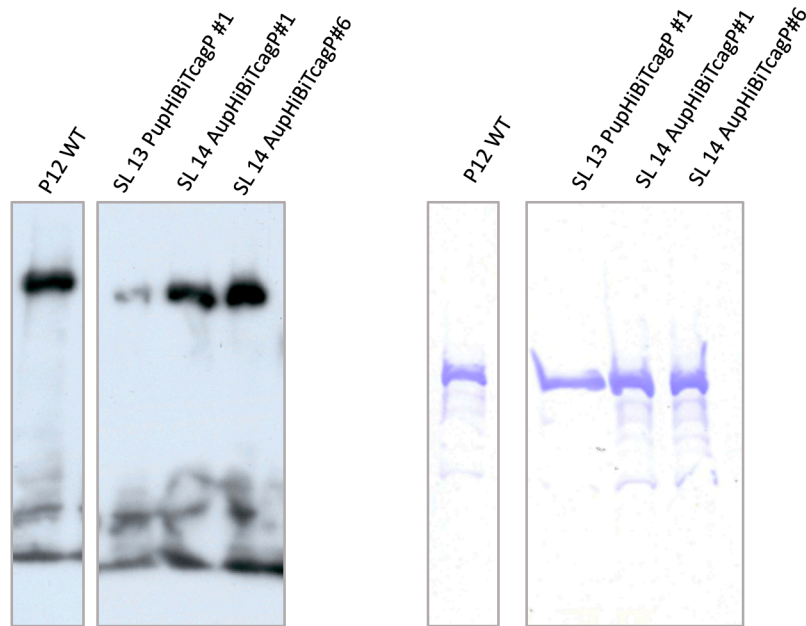 P12 WT
SL 13 PupHiBiTcagP #1
SL 14 AupHiBiTcagP#1
SL 14 AupHiBiTcagP#6
P12 WT
SL 13 PupHiBiTcagP #1
SL 14 AupHiBiTcagP#1
SL 14 AupHiBiTcagP#6